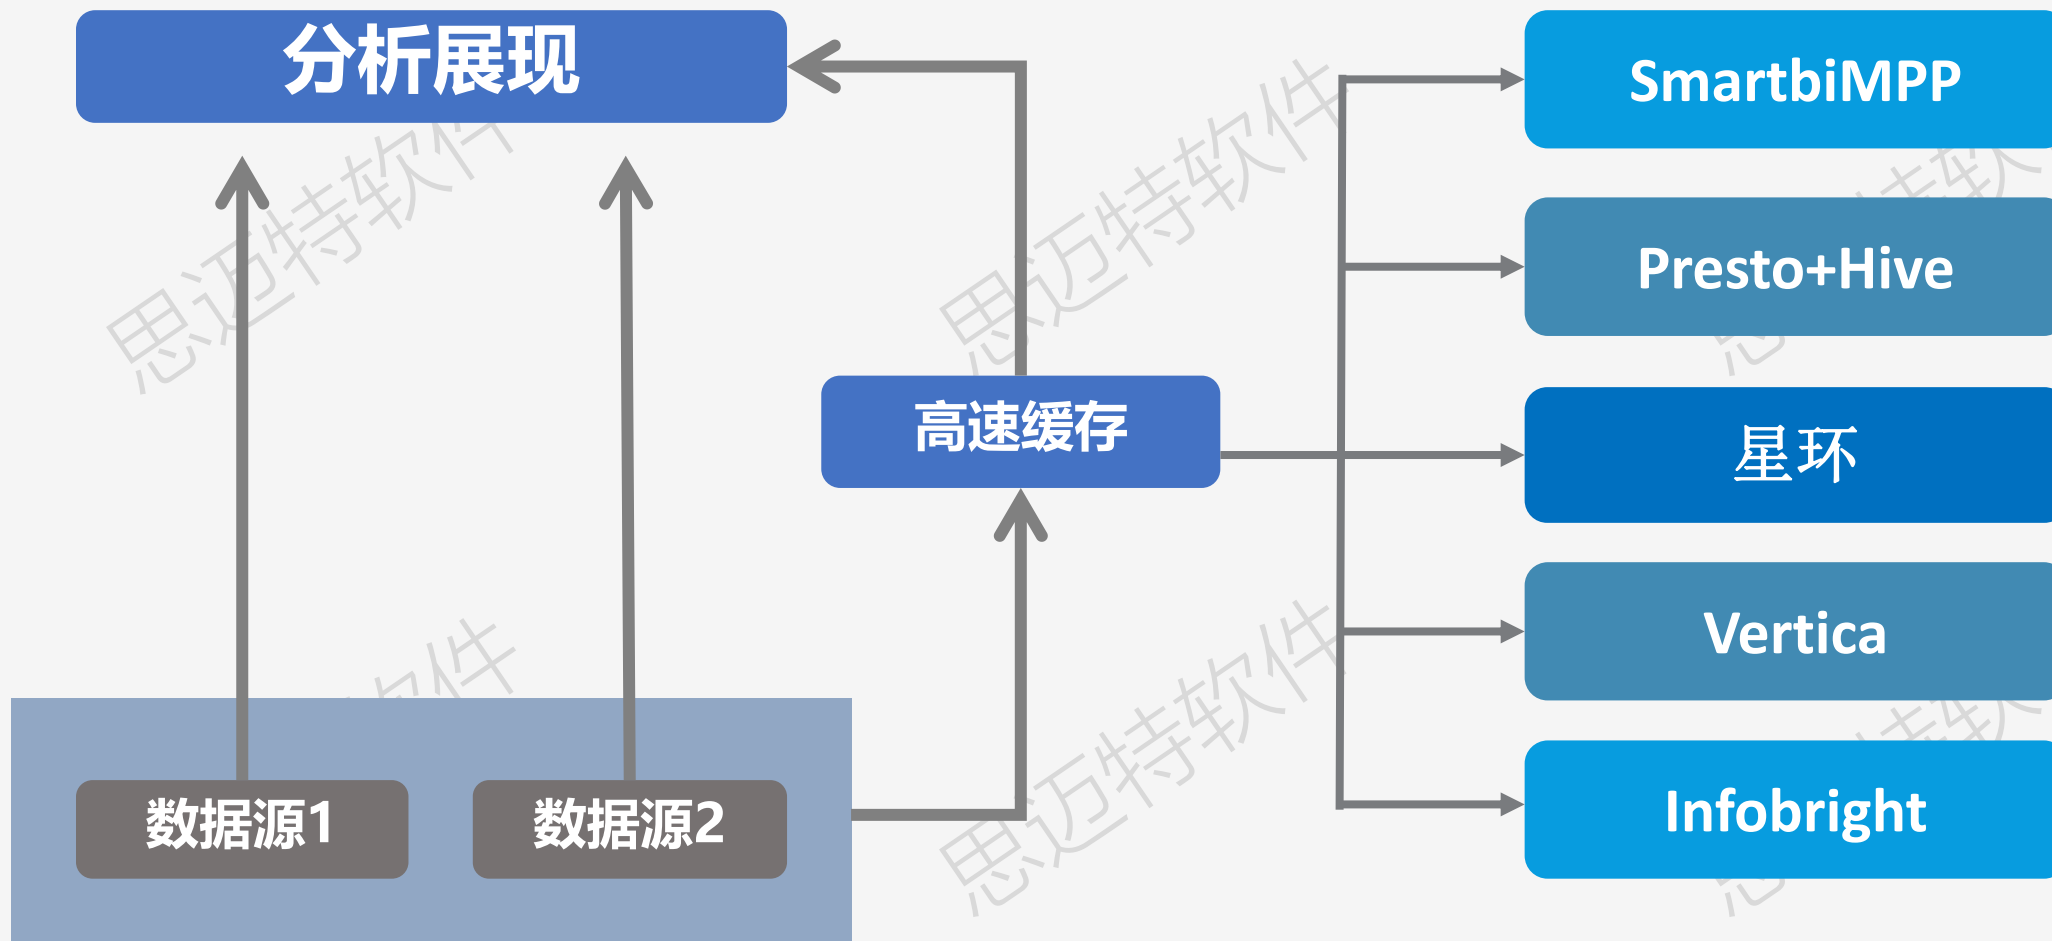 分析展现
SmartbiMPP
Presto+Hive
高速缓存
星环
Vertica
数据源1
数据源2
Infobright
思迈特软件
思迈特软件
思迈特软件